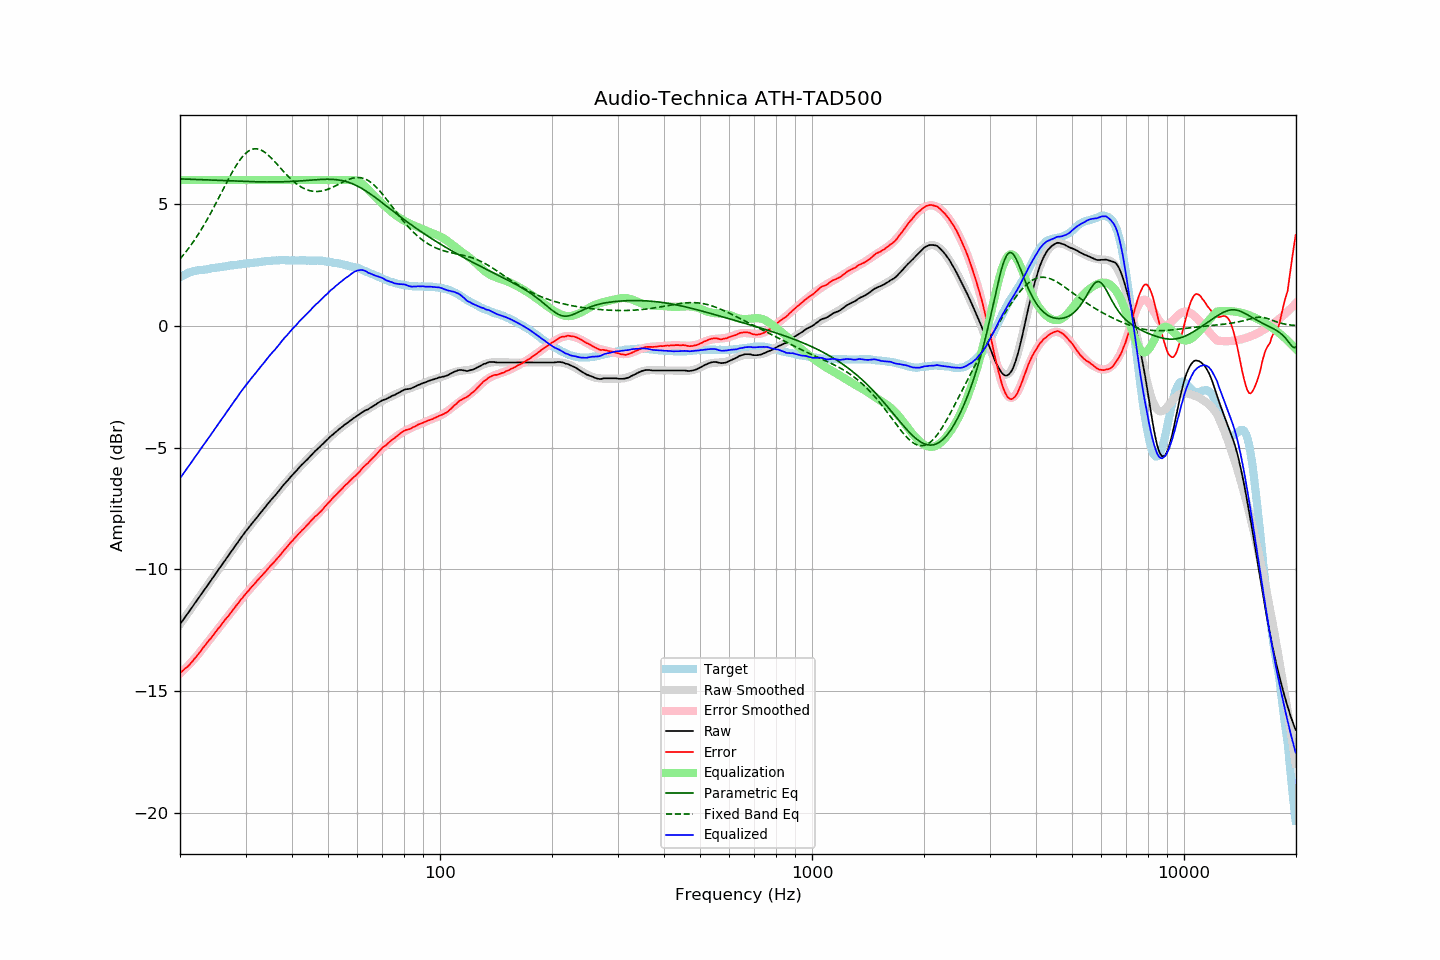 Audio-Technica ATH-TAD500
Amplitude (dBr)
5
0
−5
−10
−15
−20
Target
Raw Smoothed
Error Smoothed
Raw
Error
Equalization
Parametric Eq
Fixed Band Eq
Equalized
100
1000
10000
Frequency (Hz)